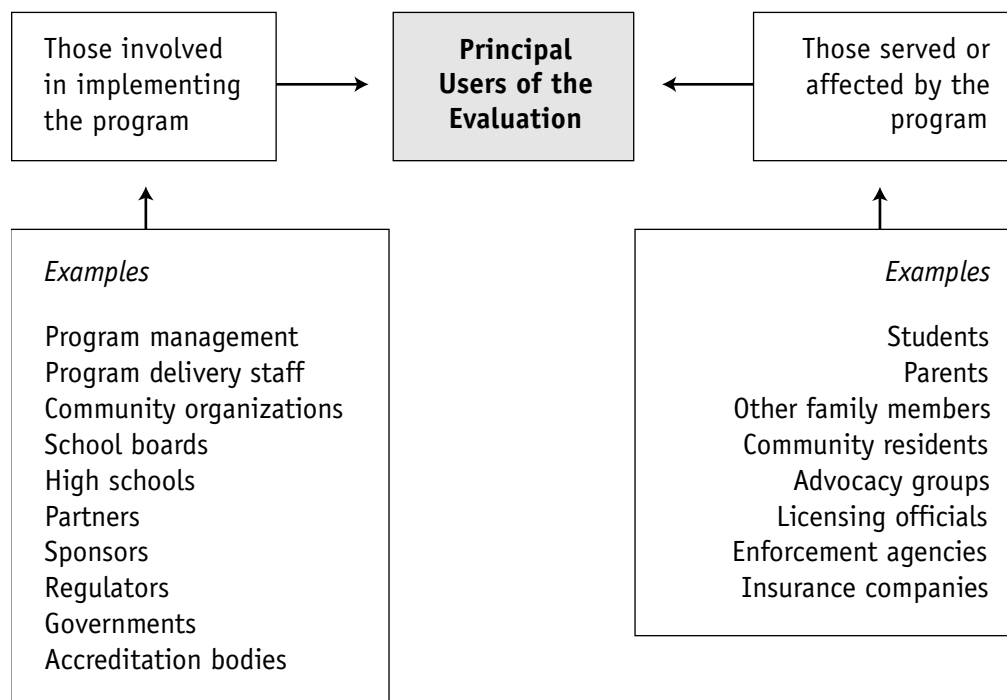 Those involved
in implementing
the program
Principal
Users of the
Evaluation
Those served or
affected by the
program
Examples
Program management
Program delivery staff
Community organizations
School boards
High schools
Partners
Sponsors
Regulators
Governments
Accreditation bodies
Examples
Students
Parents
Other family members
Community residents
Advocacy groups
Licensing officials
Enforcement agencies
Insurance companies